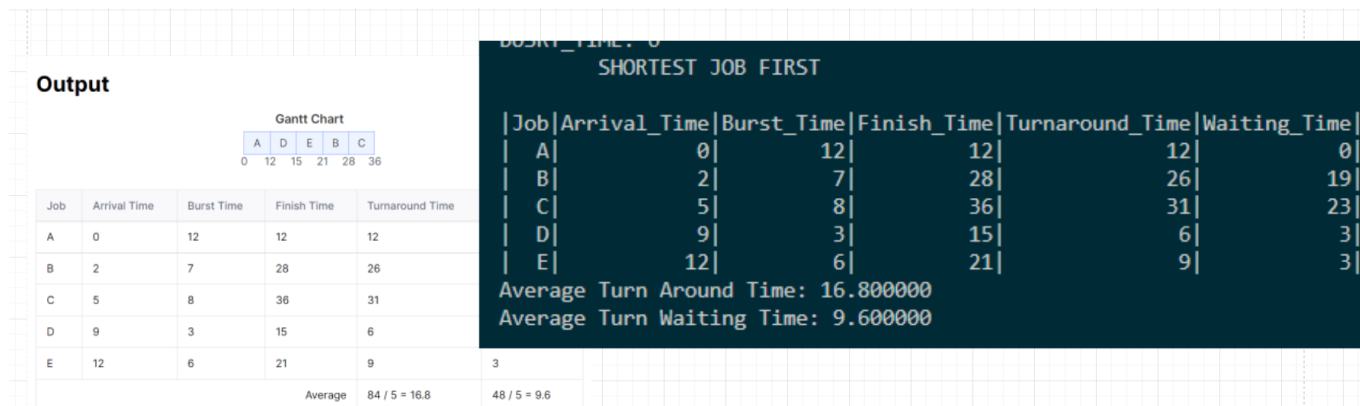 Output
Gantt Chart
A D E B C
0 12 15 21 28 36
Job Arrival Time Burst Time Finish Time Turnaround Time
A 0 12 12 12
B 2 7 28 26
C 5 8 36 31
D 9 3 15 6
E 12 6 21 9 3
Average 84 / 5 = 16.8 48 / 5 = 9.6
SHORTEST JOB FIRST
|Job|Arrival_Time|Burst_Time|Finish_Time|Turnaround_Time|Waiting_Time|
| A| 0| 12| 12| 12| 0|
| B| 2| 7| 28| 26| 19|
| C| 5| 8| 36| 31| 23|
| D| 9| 3| 15| 6| 3|
| E| 12| 6| 21| 9| 3|
Average Turn Around Time: 16.800000
Average Turn Waiting Time: 9.600000